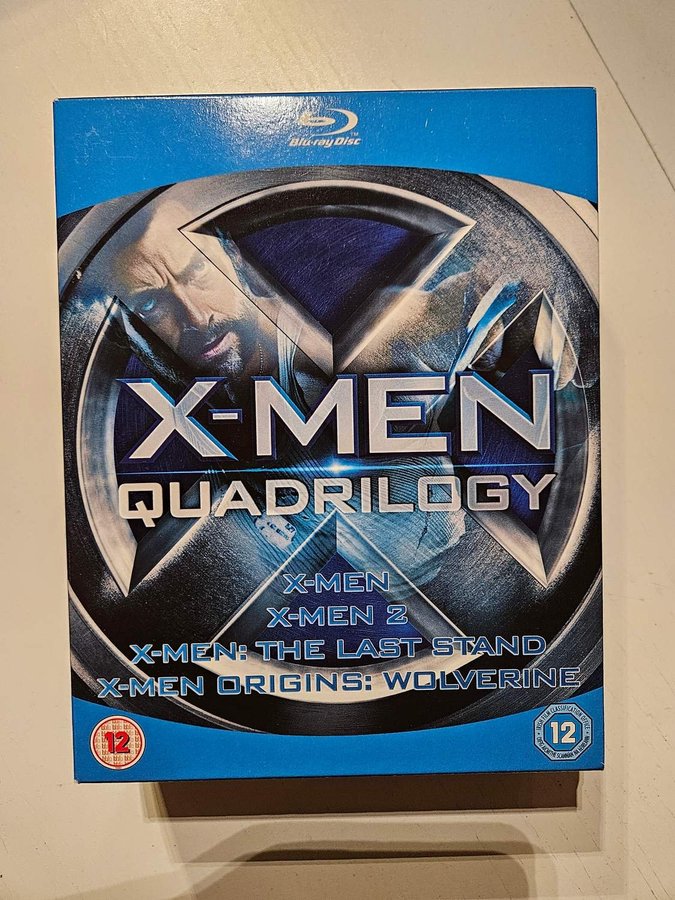 Blu-ray Disc
X-MEN
QUADRILOGY
X-MEN
X-MEN 2
X-MEN: THE LAST STAND
X-MEN ORIGINS: WOLVERINE
12
12